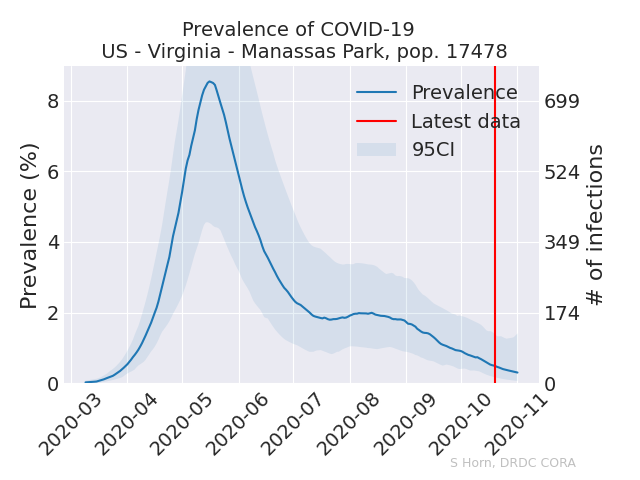 Prevalence of COVID-19
US - Virginia - Manassas Park, pop. 17478
Prevalence
Latest data
95CI
Prevalence (%)
8
6
4
2
0
# of infections
699
524
349
174
0
2020-03
2020-04
2020-05
2020-06
2020-07
2020-08
2020-09
2020-10
2020-11
S Horn, DRDC CORA